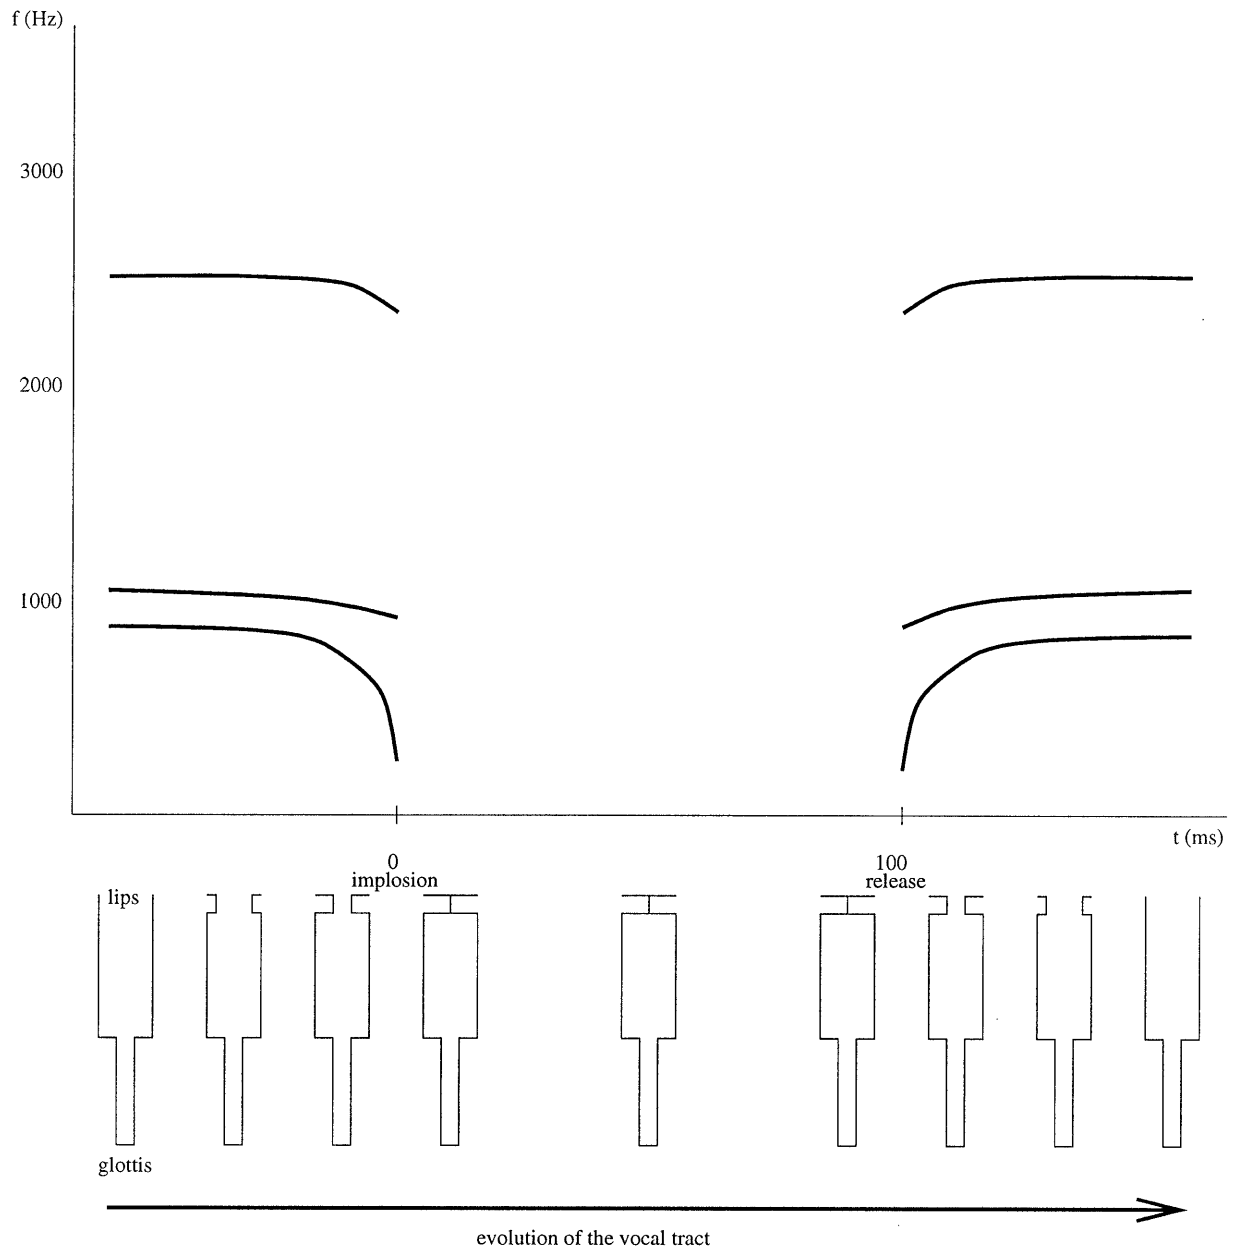 f (Hz)
3000
2000
1000
t (ms)
0
100
implosion
release
lips
glottis
evolution of the vocal tract